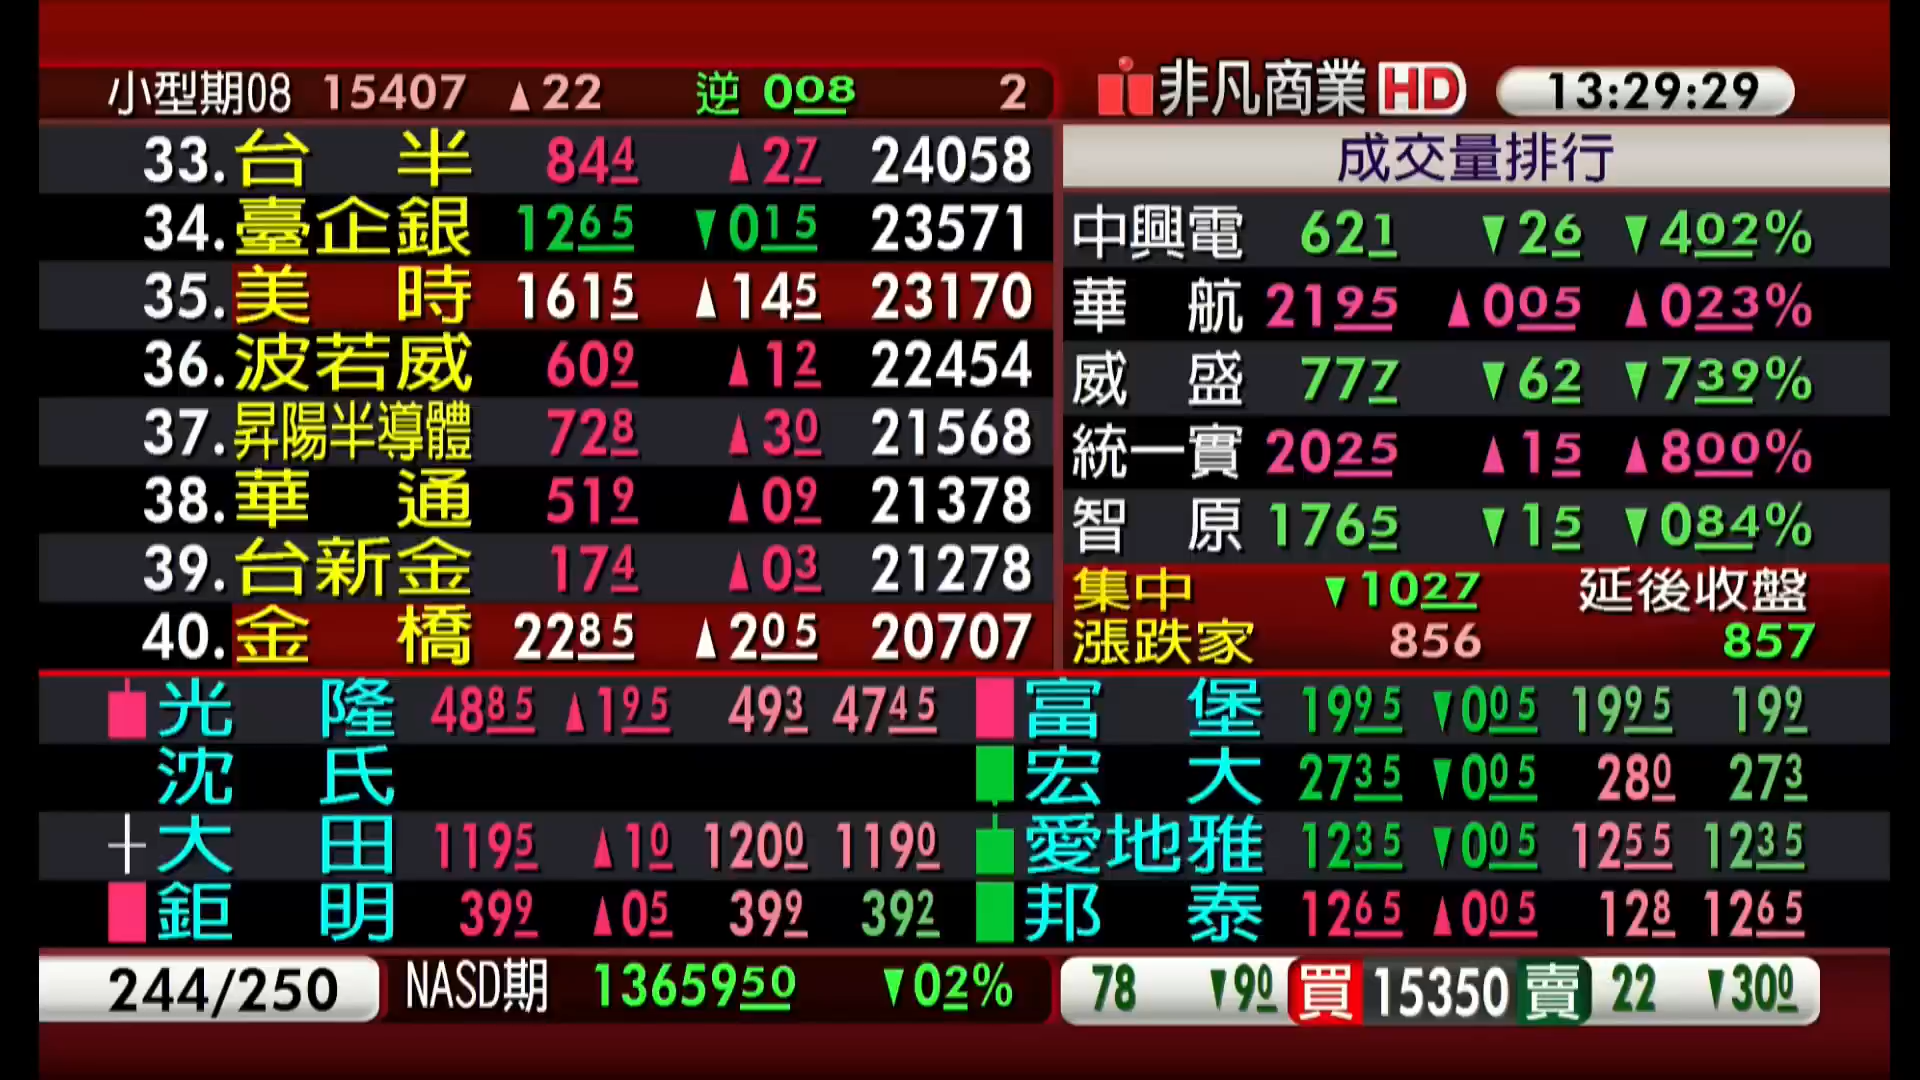 小型期08 15407 ▲22 逆 008 2
非凡商業HD 13:29:29
33. 台半 844 ▲27 24058
34. 臺企銀 1265 ▼015 23571
35. 美時 1615 ▲145 23170
36. 波若威 609 ▲12 22454
37. 昇陽半導體 728 ▲30 21568
38. 華通 519 ▲09 21378
39. 台新金 174 ▲03 21278
40. 金橋 2285 ▲205 20707
成交量排行
中興電 621 ▼26 ▼402%
華航 2195 ▲005 ▲023%
威盛 777 ▼62 ▼739%
統一實 2025 ▲15 ▲800%
智原 1765 ▼15 ▼084%
集中 ▼1027 延後收盤
漲跌家 856 857
光隆 4885 ▲195 493 4745
沈氏
大田 1195 ▲10 1200 1190
鉅明 399 ▲05 399 392
富堡 1995 ▼005 1995 199
宏大 2735 ▼005 280 273
愛地雅 1235 ▼005 1255 1235
邦泰 1265 ▲005 128 1265
244/250 NASD期 1365950 ▼02%
78 ▼90 買 15350 賣 22 ▼300